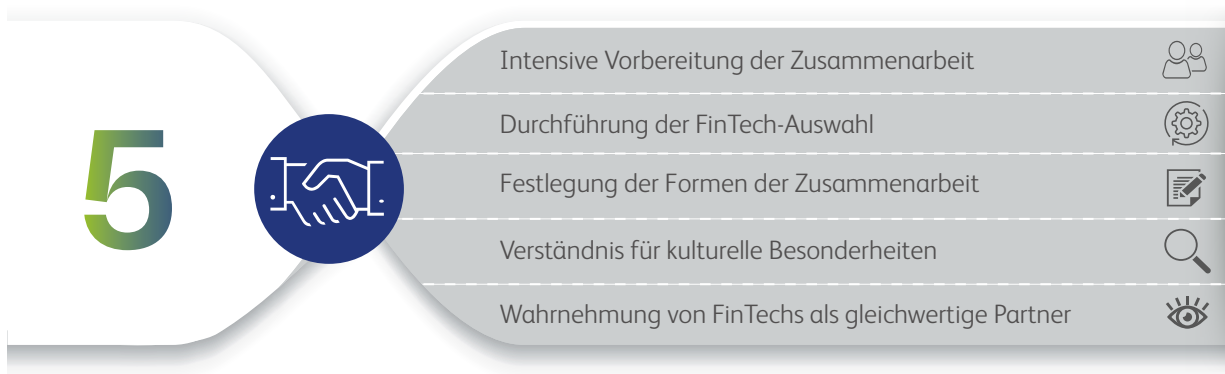 5
Intensive Vorbereitung der Zusammenarbeit
Durchführung der FinTech-Auswahl
Festlegung der Formen der Zusammenarbeit
Verständnis für kulturelle Besonderheiten
Wahrnehmung von FinTechs als gleichwertige Partner